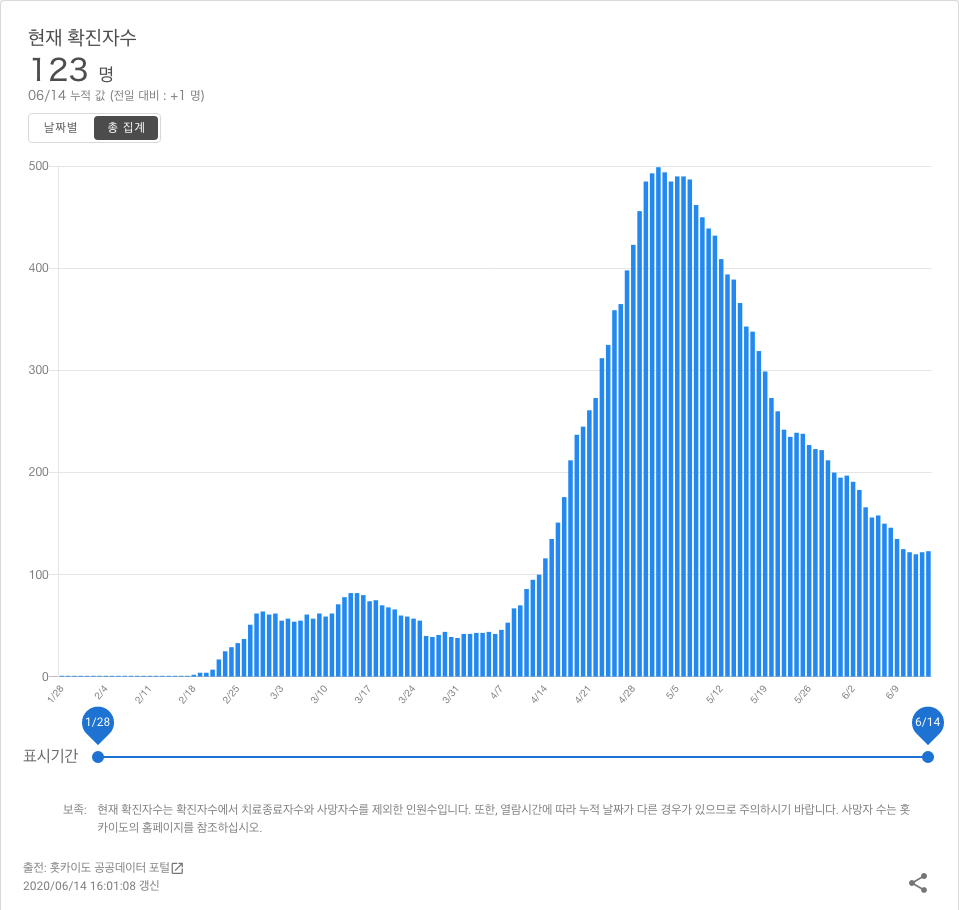 현재 확진자수
123 명
06/14 누적 값 (전일 대비 : +1 명)
날짜별 총 집계
500
400
300
200
100
0
1/28 2/4 2/11 2/18 2/25 3/3 3/10 3/17 3/24 3/31 4/7 4/14 4/21 4/28 5/5 5/12 5/19 5/26 6/2 6/9
1/28 6/14
표시기간
보족: 현재 확진자수는 확진자수에서 치료종료자수와 사망자수를 제외한 인원수입니다. 또한, 열람시간에 따라 누적 날짜가 다른 경우가 있으므로 주의하시기 바랍니다. 사망자 수는 홋
카이도의 홈페이지를 참조하십시오.
출전: 홋카이도 공공데이터 포털
2020/06/14 16:01:08 갱신